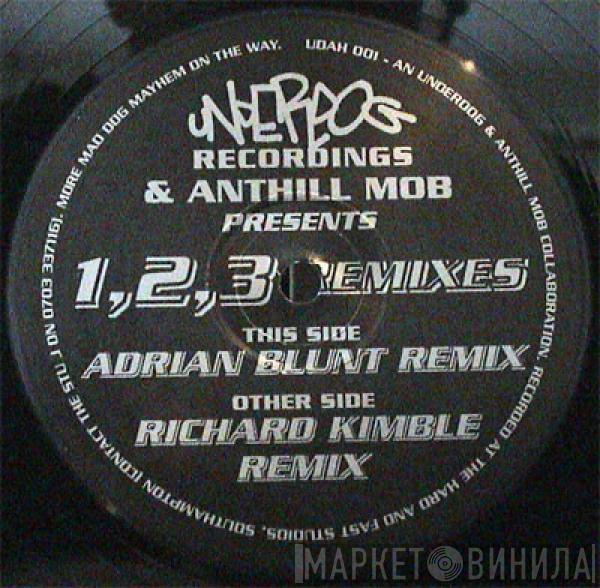 UNDERDOG
RECORDINGS
& ANTHILL MOB
PRESENTS
1,2,3 REMIXES
THIS SIDE
ADRIAN BLUNT REMIX
OTHER SIDE
RICHARD KIMBLE
REMIX
UDAH 001 - AN UNDERDOG & ANTHILL MOB COLLABORATION. RECORDED AT THE HARD AND FAST STUDIOS, SOUTHAMPTON (CONTACT THE STU J ON 0703 337116). MORE MAD DOG MAYHEM ON THE WAY.
МАРКЕТ ВИНИЛА